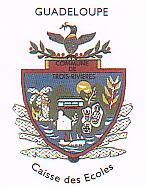 GUADELOUPE
COMMUNE
DE
TROIS-RIVIERES
Caisse des Ecoles